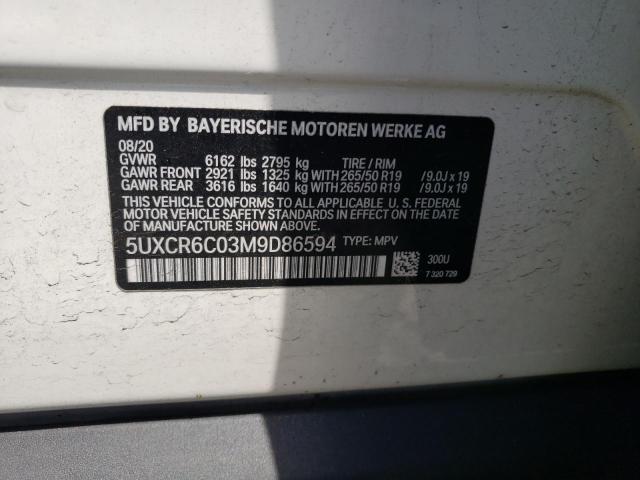 MFD BY BAYERISCHE MOTOREN WERKE AG
08/20
GVWR 6162 lbs 2795 kg TIRE / RIM
GAWR FRONT 2921 lbs 1325 kg WITH 265/50 R19 / 9.0J x 19
GAWR REAR 3616 lbs 1640 kg WITH 265/50 R19 / 9.0J x 19
THIS VEHICLE CONFORMS TO ALL APPLICABLE U. S. FEDERAL
MOTOR VEHICLE SAFETY STANDARDS IN EFFECT ON THE DATE OF
MANUFACTURE SHOWN ABOVE.
5UXCR6C03M9D86594 TYPE: MPV
300U
7 320 729